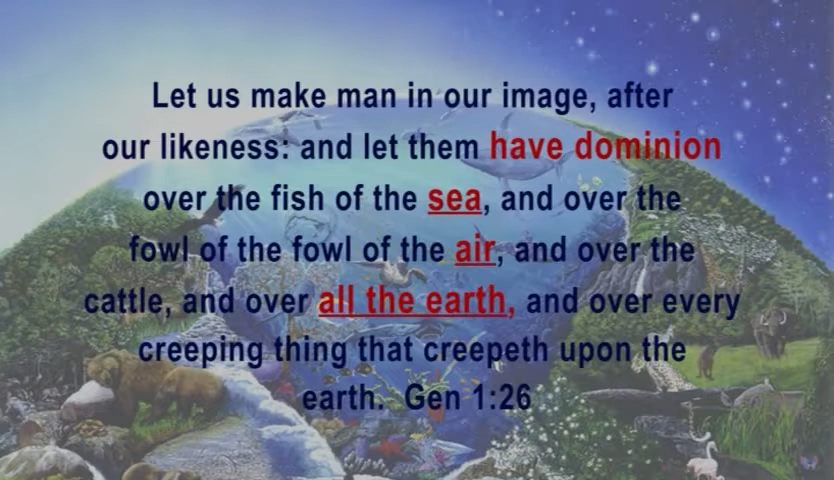 Let us make man in our image, after
our likeness: and let them have dominion
over the fish of the sea, and over the
fowl of the fowl of the air, and over the
cattle, and over all the earth, and over every
creeping thing that creepeth upon the
earth.  Gen 1:26